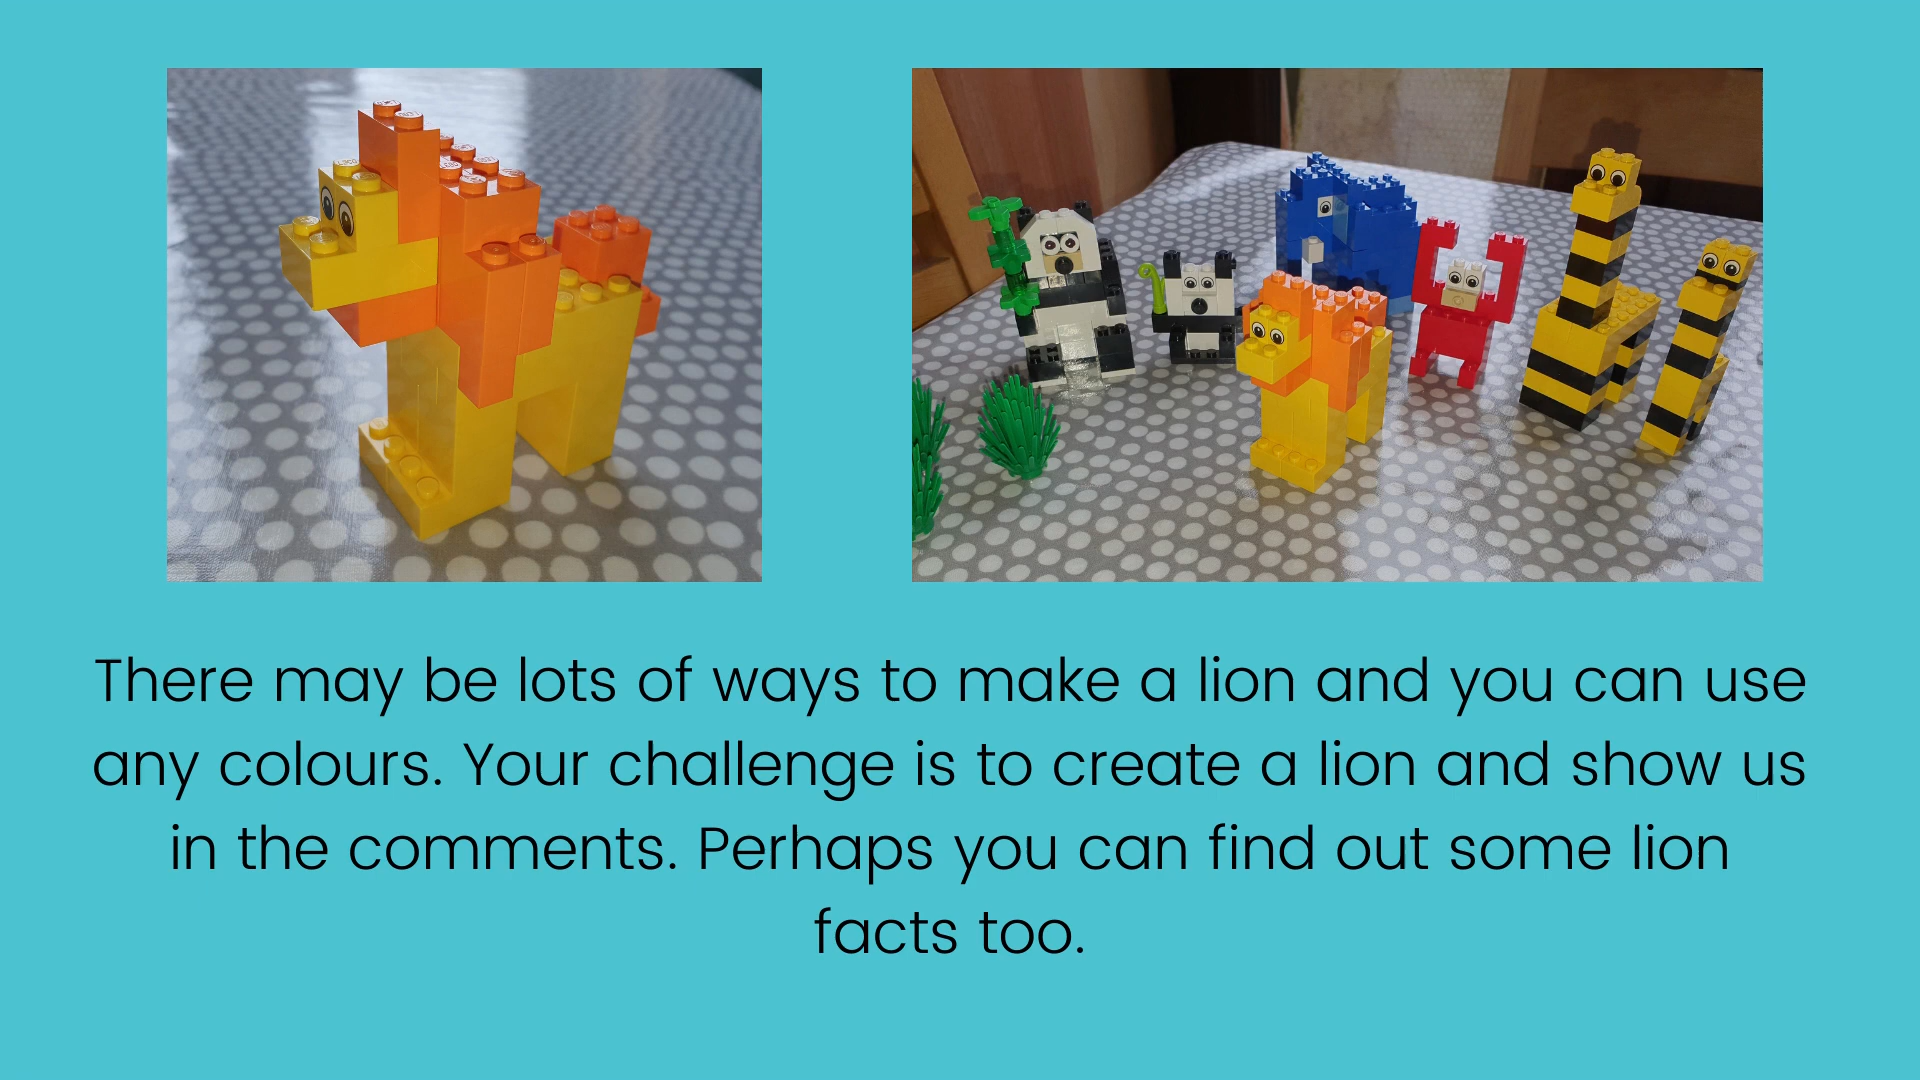 There may be lots of ways to make a lion and you can use
any colours. Your challenge is to create a lion and show us
in the comments. Perhaps you can find out some lion
facts too.